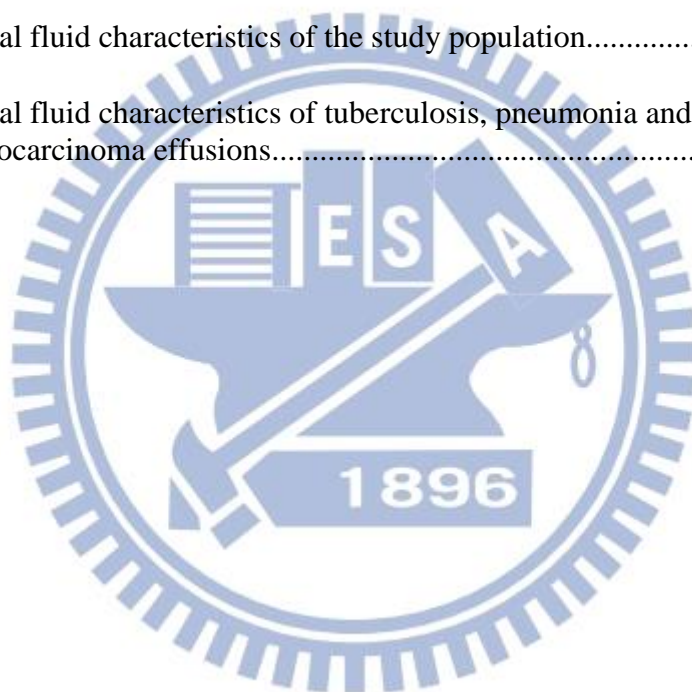 al fluid characteristics of the study population.............
al fluid characteristics of tuberculosis, pneumonia and
ocarcinoma effusions.......................................................
E S A
1896